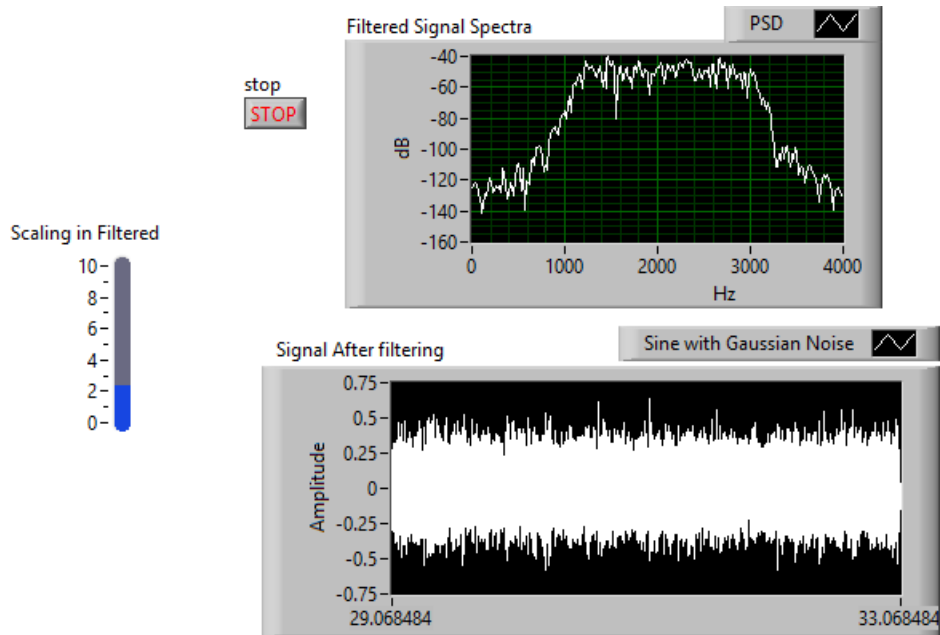 Filtered Signal Spectra
PSD
stop
STOP
-40
-60
-80
-100
-120
-140
-160
dB
0 1000 2000 3000 4000
Hz
Scaling in Filtered
10
8
6
4
2
0
Signal After filtering
Sine with Gaussian Noise
0.75
0.5
0.25
0
-0.25
-0.5
-0.75
Amplitude
29.068484 33.068484